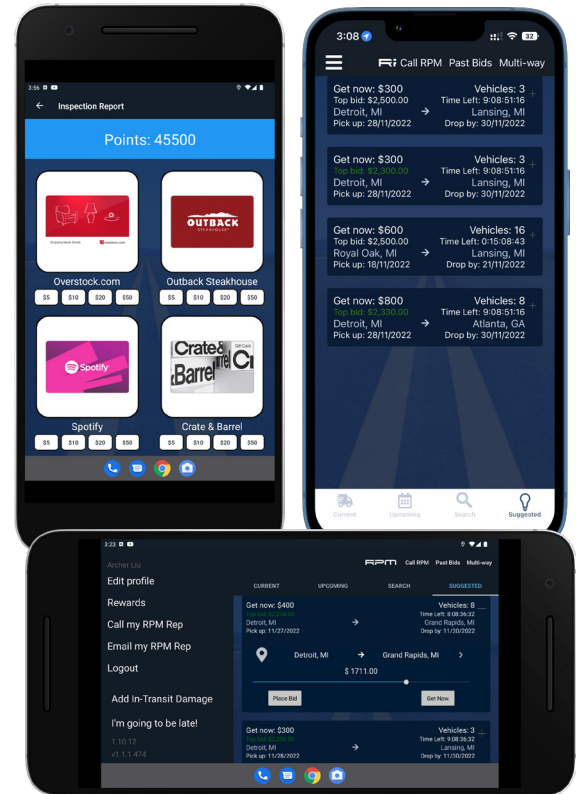 3:56
Inspection Report
Points: 45500
OUTBACK
STEAKHOUSE
Overstock.com
Outback Steakhouse
$5 $10 $20 $50
$5 $10 $20 $50
Spotify
Crate&
Barrel
Gift Card
Spotify
Crate & Barrel
$5 $10 $20 $50
$5 $10 $20 $50
3:08
32
Call RPM Past Bids Multi-way
Get now: $300 Vehicles: 3
Top bid: $2,500.00 Time Left: 9:08:51:16
Detroit, MI → Lansing, MI
Pick up: 28/11/2022 Drop by: 30/11/2022
Get now: $300 Vehicles: 3
Top bid: $2,300.00 Time Left: 9:08:51:16
Detroit, MI → Lansing, MI
Pick up: 28/11/2022 Drop by: 30/11/2022
Get now: $600 Vehicles: 16
Top bid: $2,500.00 Time Left: 0:15:08:43
Royal Oak, MI → Lansing, MI
Pick up: 18/11/2022 Drop by: 21/11/2022
Get now: $800 Vehicles: 8
Top bid: $2,330.00 Time Left: 9:08:51:16
Detroit, MI → Atlanta, GA
Pick up: 28/11/2022 Drop by: 30/11/2022
Current Upcoming Search Suggested
3:23
Archer Liu
Edit profile
Rewards
Call my RPM Rep
Email my RPM Rep
Logout
Add In-Transit Damage
I'm going to be late!
1.10.12
v1.1.1.474
RPM Call RPM Past Bids Multi-way
CURRENT UPCOMING SEARCH SUGGESTED
Get now: $400 Vehicles: 8
Time Left: 9:08:36:32
Detroit, MI → Grand Rapids, MI
Pick up: 11/27/2022 Drop by: 11/30/2022
Detroit, MI → Grand Rapids, MI
$ 1711.00
Place Bid Get Now
Get now: $300 Vehicles: 3
Time Left: 9:08:36:32
Detroit, MI → Lansing, MI
Pick up: 11/28/2022 Drop by: 11/30/2022